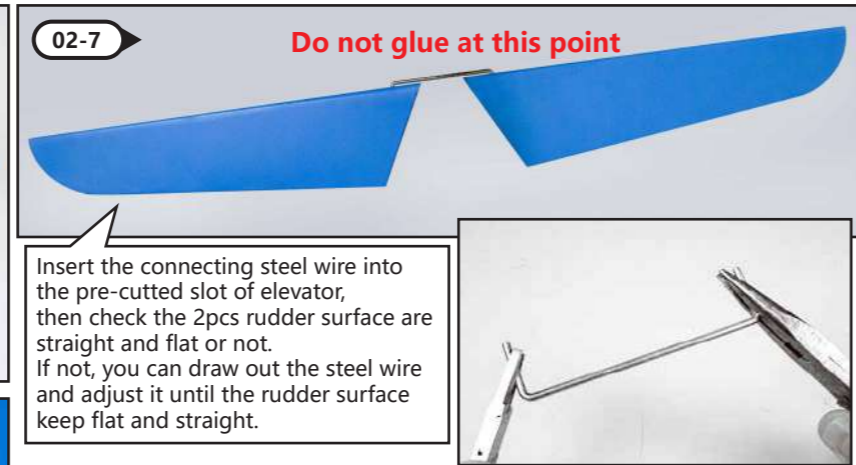 02-7
Do not glue at this point
Insert the connecting steel wire into
the pre-cutted slot of elevator,
then check the 2pcs rudder surface are
straight and flat or not.
If not, you can draw out the steel wire
and adjust it until the rudder surface
keep flat and straight.